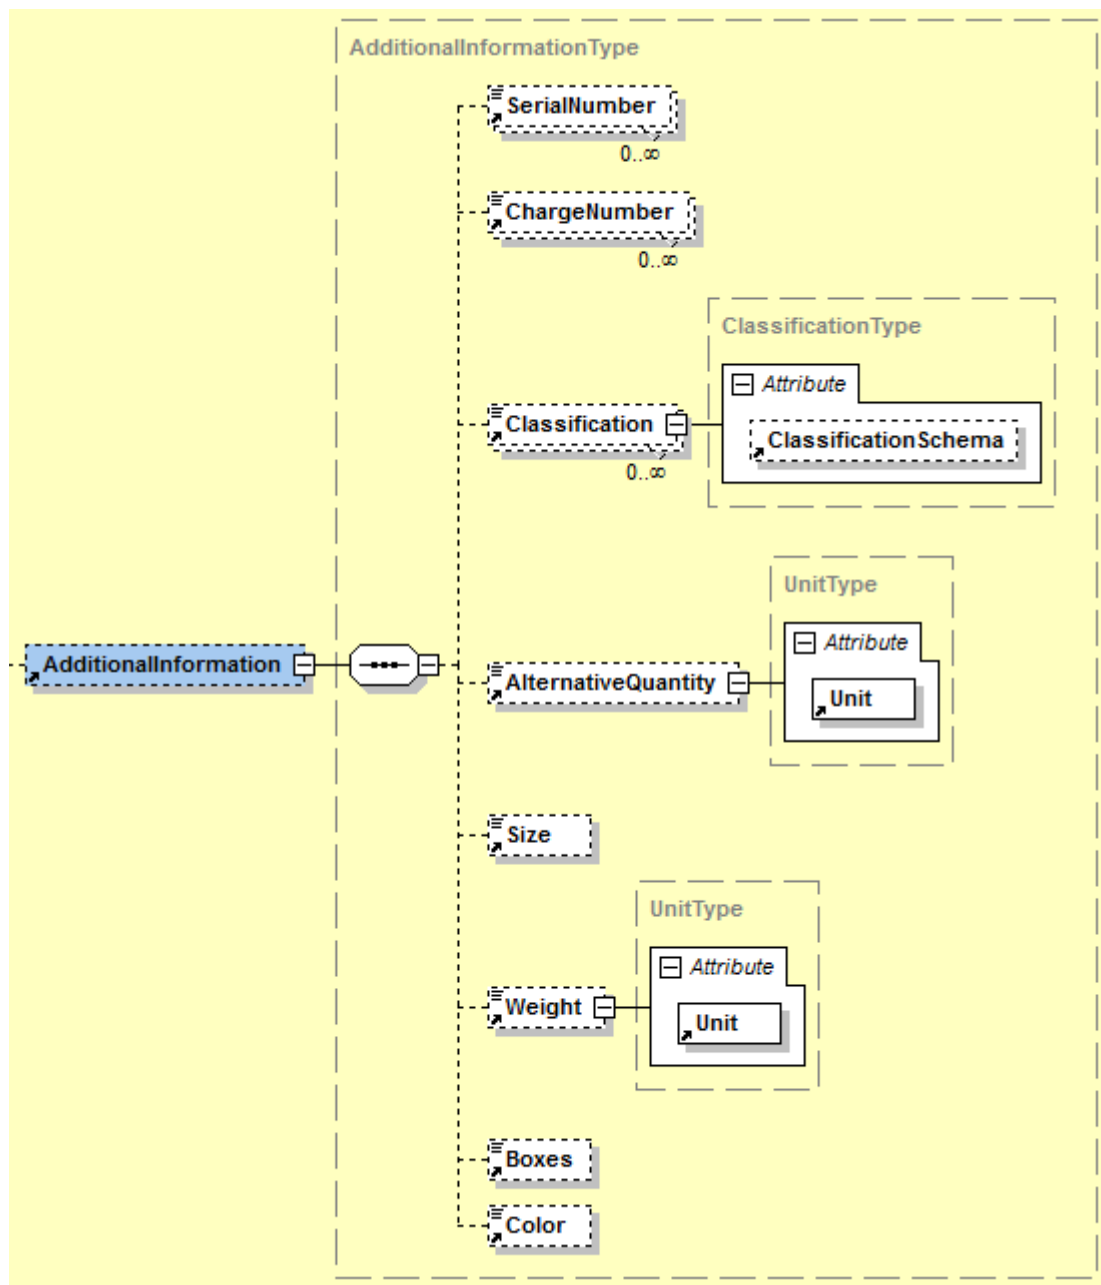 AdditionalInformationType
SerialNumber
0..∞
ChargeNumber
0..∞
ClassificationType
Attribute
Classification
ClassificationSchema
0..∞
UnitType
Attribute
AdditionalInformation
AlternativeQuantity
Unit
Size
UnitType
Attribute
Weight
Unit
Boxes
Color